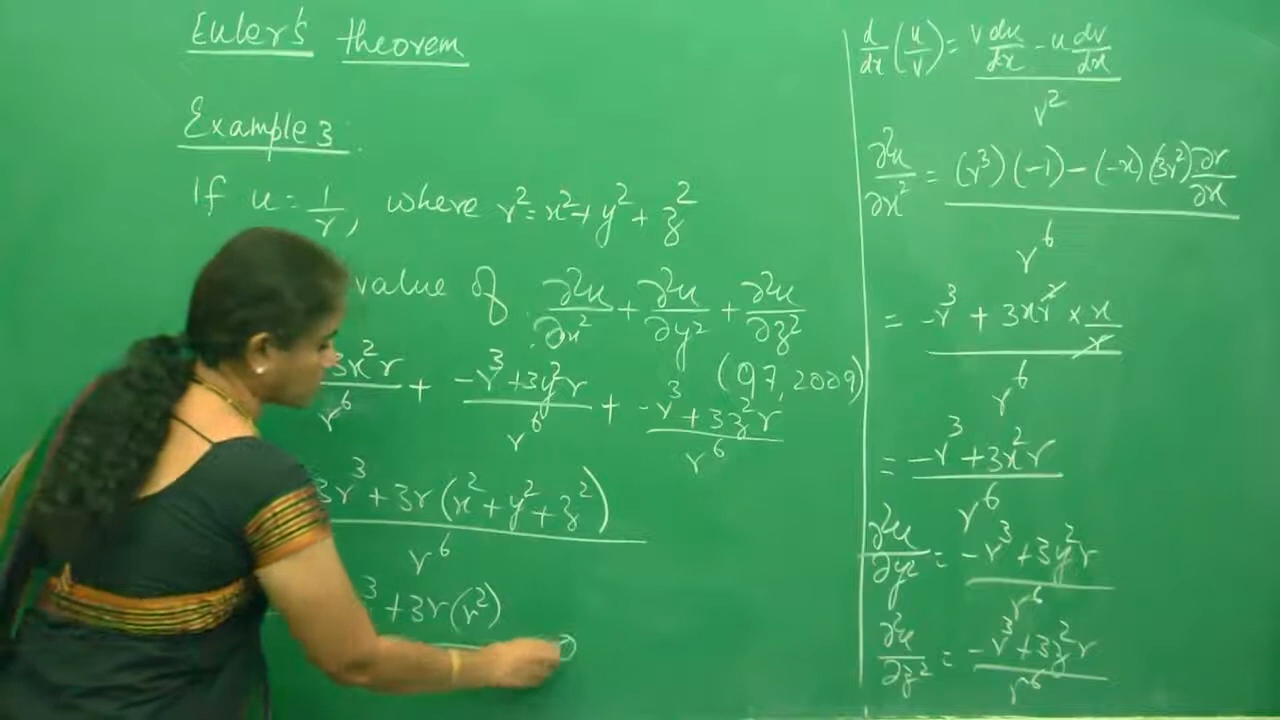 Euler's theorem
Example 3:
If u = 1/r, where r² = x² + y² + z²
value of ∂²u/∂x² + ∂²u/∂y² + ∂²u/∂z²
(97, 2009)
3x²r/r⁶ + (-r³ + 3y²r)/r⁶ + (-r³ + 3z²r)/r⁶
3r³ + 3r(x² + y² + z²)
r⁶
³ + 3r(r²)
0
d/dx (u/v) = (v du/dx - u dv/dx)/v²
∂²u/∂x² = ((r³)(-1) - (-x)(3r²) ∂r/∂x)/r⁶
= (-r³ + 3xr² × x/r)/r⁶
= (-r³ + 3x²r)/r⁶
∂²u/∂y² = (-r³ + 3y²r)/r⁶
∂²u/∂z² = (-r³ + 3z²r)/r⁶